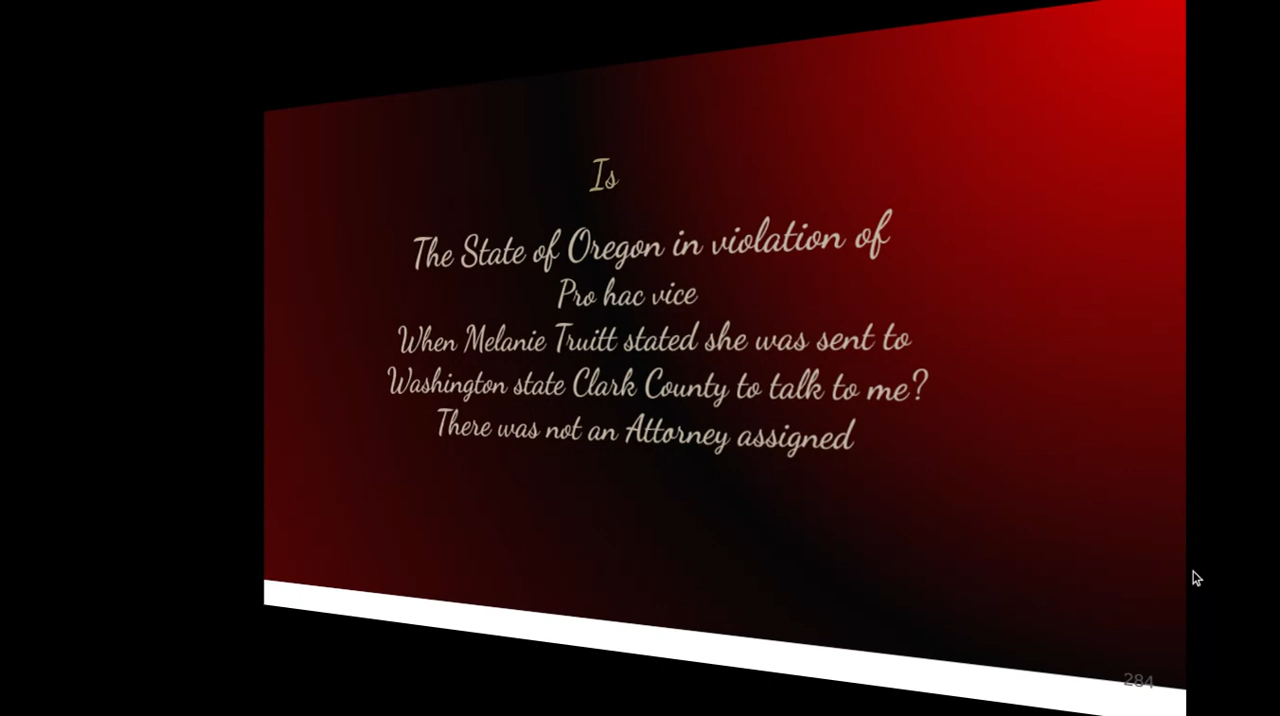 Is
The State of Oregon in violation of
Pro hac vice
When Melanie Truitt stated she was sent to
Washington state Clark County to talk to me?
There was not an Attorney assigned
284